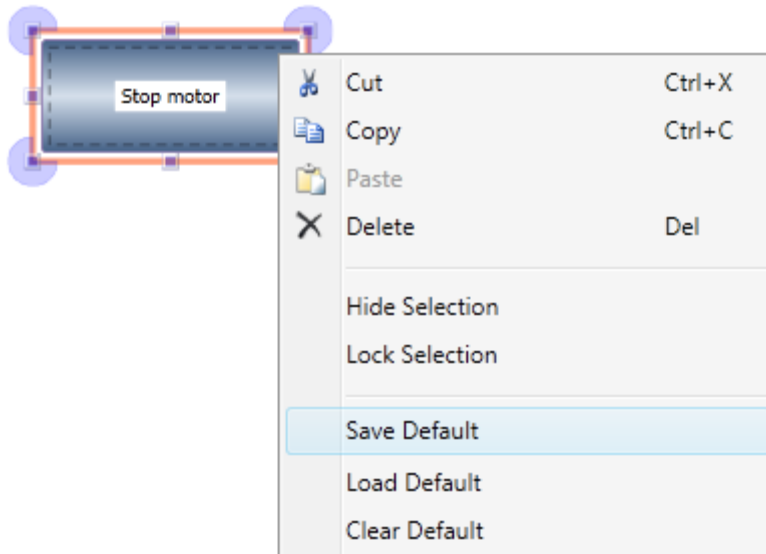 Stop motor
Cut Ctrl+X
Copy Ctrl+C
Paste
Delete Del
Hide Selection
Lock Selection
Save Default
Load Default
Clear Default